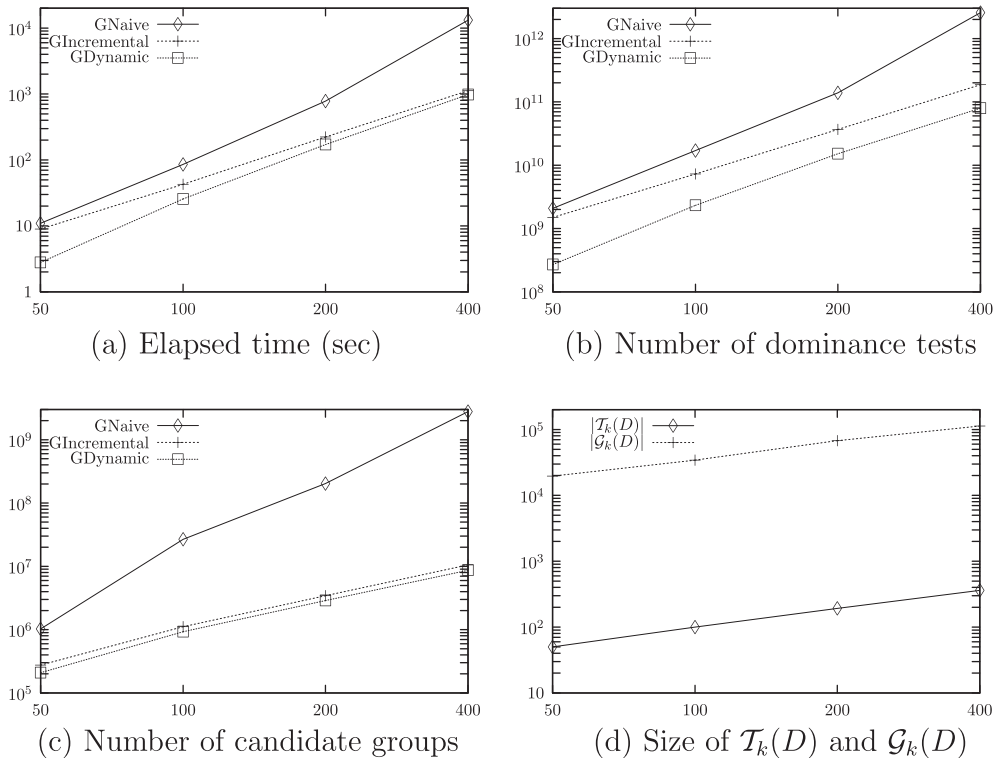 10^4
10^3
10^2
10
1
GNaive
GIncremental
GDynamic
50 100 200 400
(a) Elapsed time (sec)
10^12
10^11
10^10
10^9
10^8
GNaive
GIncremental
GDynamic
50 100 200 400
(b) Number of dominance tests
10^9
10^8
10^7
10^6
10^5
GNaive
GIncremental
GDynamic
50 100 200 400
(c) Number of candidate groups
10^5
10^4
10^3
10^2
10
|𝒯_k(D)|
|𝒢_k(D)|
50 100 200 400
(d) Size of 𝒯_k(D) and 𝒢_k(D)